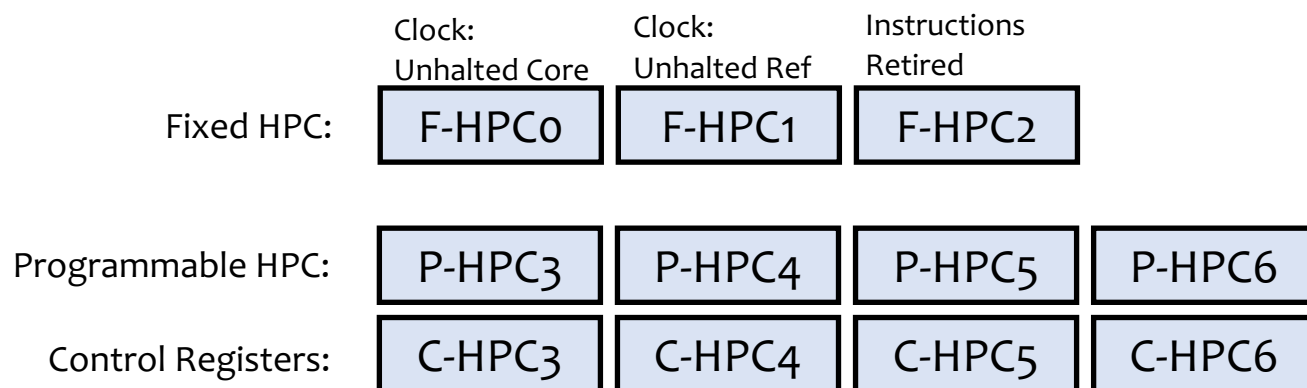 Clock:
Unhalted Core
Clock:
Unhalted Ref
Instructions
Retired
Fixed HPC:
F-HPC0
F-HPC1
F-HPC2
Programmable HPC:
P-HPC3
P-HPC4
P-HPC5
P-HPC6
Control Registers:
C-HPC3
C-HPC4
C-HPC5
C-HPC6